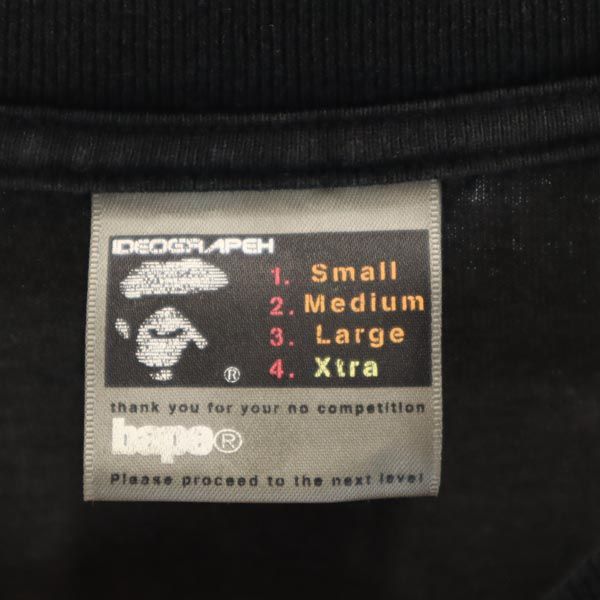 IDEOGRAPEH
1. Small
2. Medium
3. Large
4. Xtra
®
thank you for your no competition
bape®
Please proceed to the next level